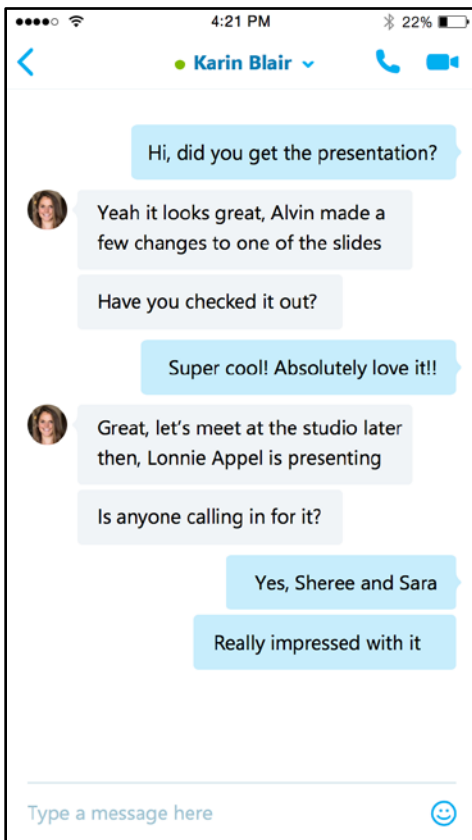 4:21 PM
22%
Karin Blair
Hi, did you get the presentation?
Yeah it looks great, Alvin made a
few changes to one of the slides
Have you checked it out?
Super cool! Absolutely love it!!
Great, let's meet at the studio later
then, Lonnie Appel is presenting
Is anyone calling in for it?
Yes, Sheree and Sara
Really impressed with it
Type a message here